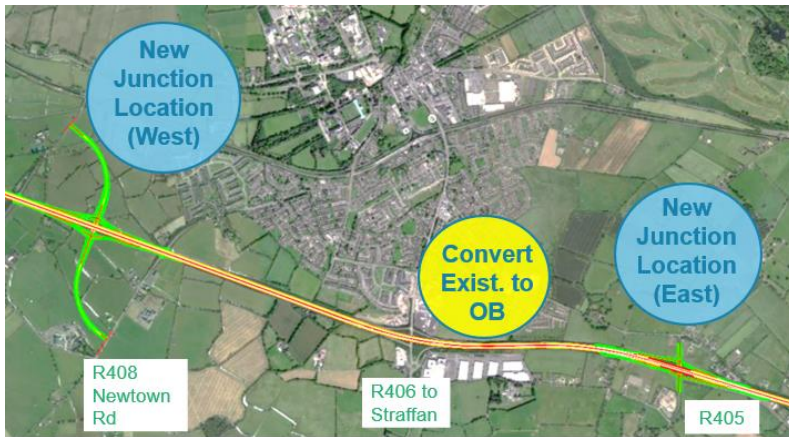 New
Junction
Location
(West)
Convert
Exist. to
OB
New
Junction
Location
(East)
R408
Newtown
Rd
R406 to
Straffan
R405